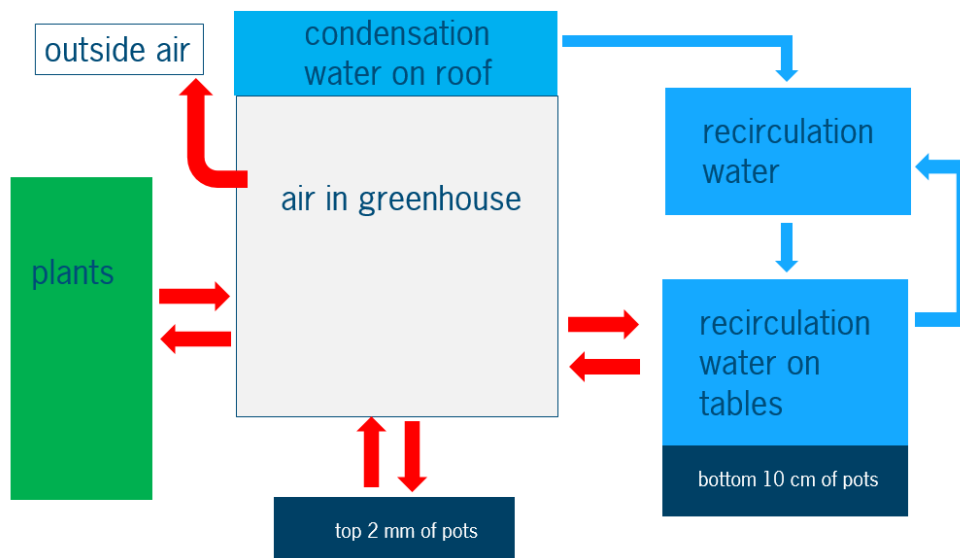 outside air
condensation
water on roof
recirculation
water
air in greenhouse
plants
recirculation
water on
tables
bottom 10 cm of pots
top 2 mm of pots